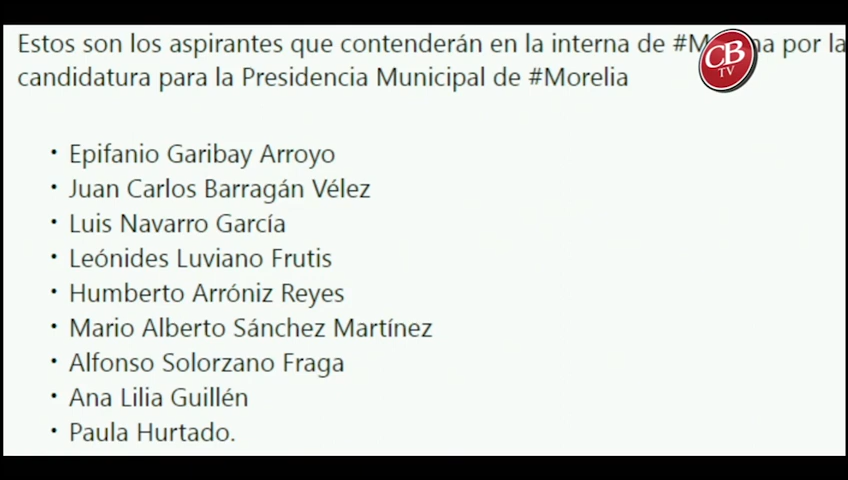 Estos son los aspirantes que contenderán en la interna de #M na por la
candidatura para la Presidencia Municipal de #Morelia
CB
TV
• Epifanio Garibay Arroyo
• Juan Carlos Barragán Vélez
• Luis Navarro García
• Leónides Luviano Frutis
• Humberto Arróniz Reyes
• Mario Alberto Sánchez Martínez
• Alfonso Solorzano Fraga
• Ana Lilia Guillén
• Paula Hurtado.